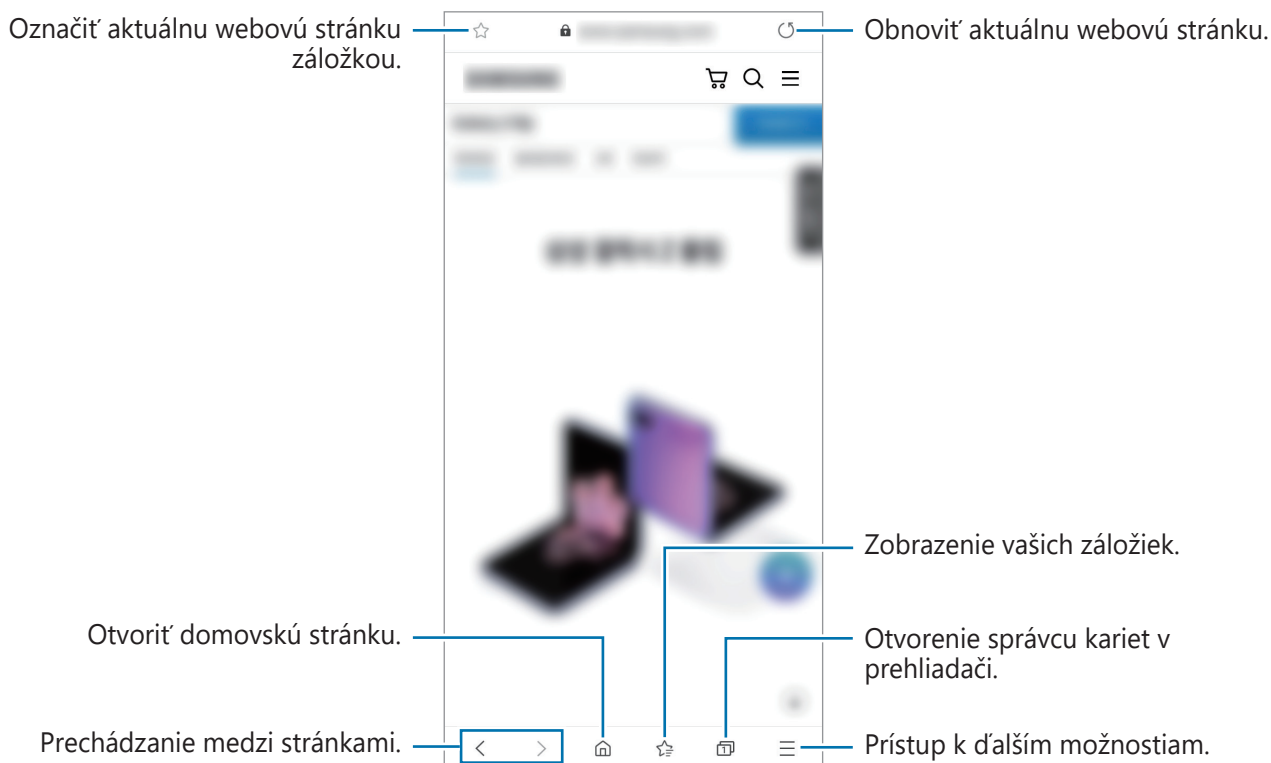 Označiť aktuálnu webovú stránku
záložkou.
Obnoviť aktuálnu webovú stránku.
Zobrazenie vašich záložiek.
Otvoriť domovskú stránku.
Otvorenie správcu kariet v
prehliadači.
Prechádzanie medzi stránkami.
1
Prístup k ďalším možnostiam.